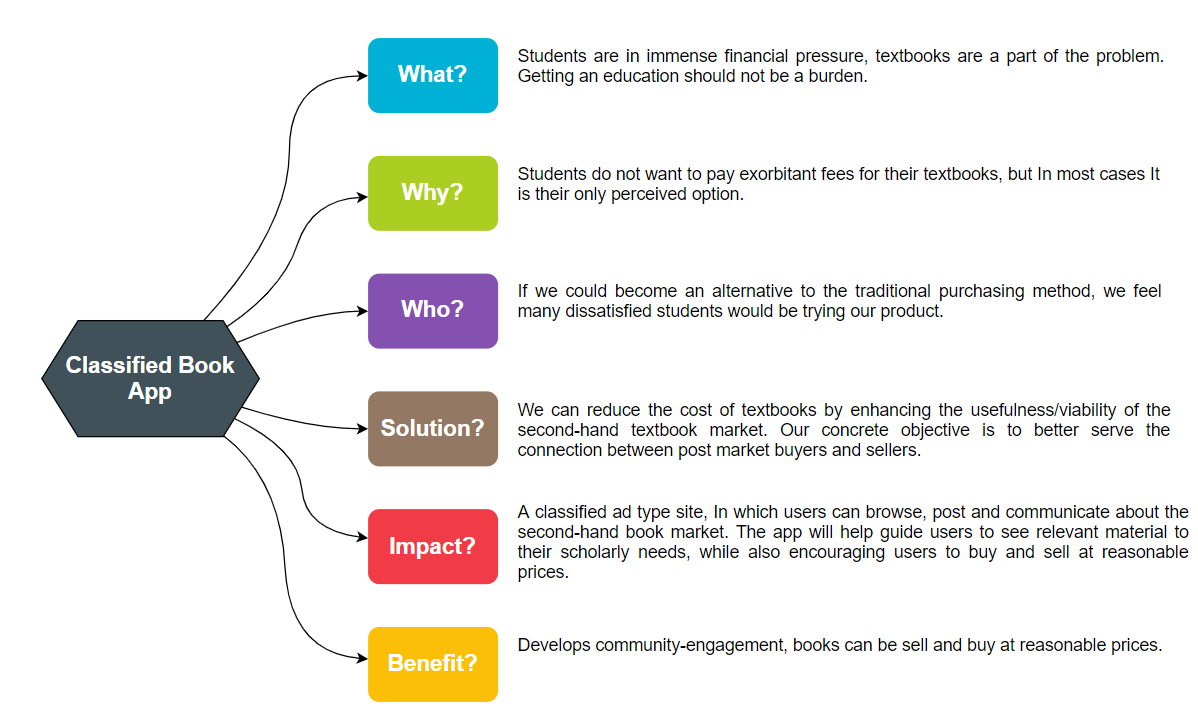 What?
Students are in immense financial pressure, textbooks are a part of the problem.
Getting an education should not be a burden.
Why?
Students do not want to pay exorbitant fees for their textbooks, but In most cases It
is their only perceived option.
Who?
If we could become an alternative to the traditional purchasing method, we feel
many dissatisfied students would be trying our product.
Classified Book
App
Solution?
We can reduce the cost of textbooks by enhancing the usefulness/viability of the
second-hand textbook market. Our concrete objective is to better serve the
connection between post market buyers and sellers.
Impact?
A classified ad type site, In which users can browse, post and communicate about the
second-hand book market. The app will help guide users to see relevant material to
their scholarly needs, while also encouraging users to buy and sell at reasonable
prices.
Benefit?
Develops community-engagement, books can be sell and buy at reasonable prices.